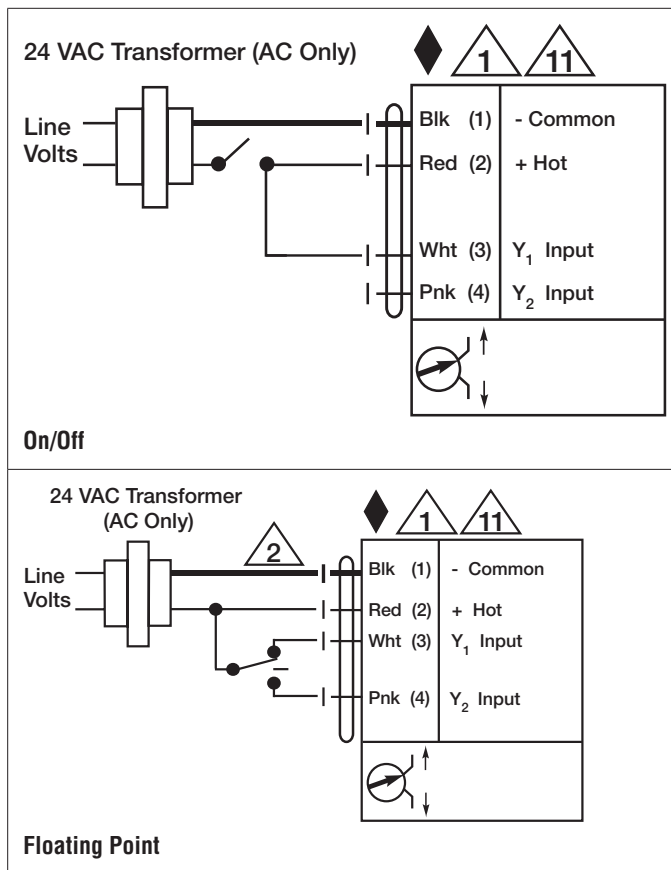 24 VAC Transformer (AC Only)
1
11
Line
Volts
Blk (1) - Common
Red (2) + Hot
Wht (3) Y1 Input
Pnk (4) Y2 Input
On/Off
24 VAC Transformer
(AC Only)
2
1
11
Line
Volts
Blk (1) - Common
Red (2) + Hot
Wht (3) Y1 Input
Pnk (4) Y2 Input
Floating Point